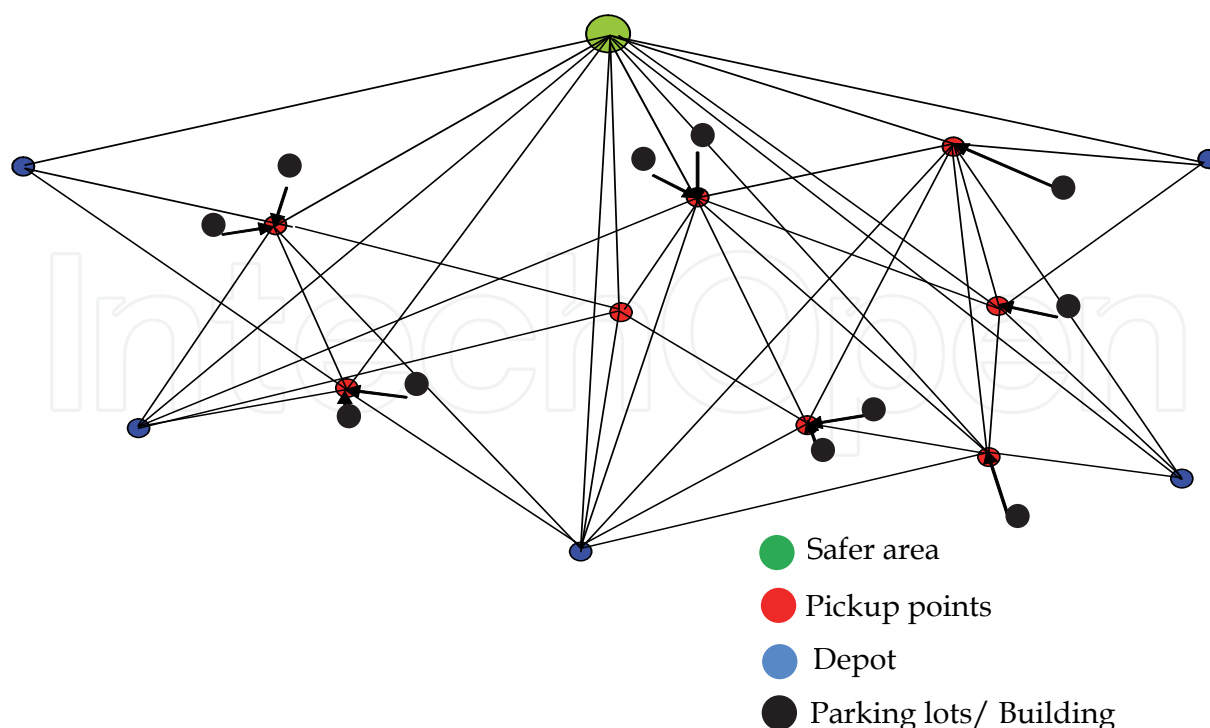 IntechOpen
Safer area
Pickup points
Depot
Parking lots/ Building